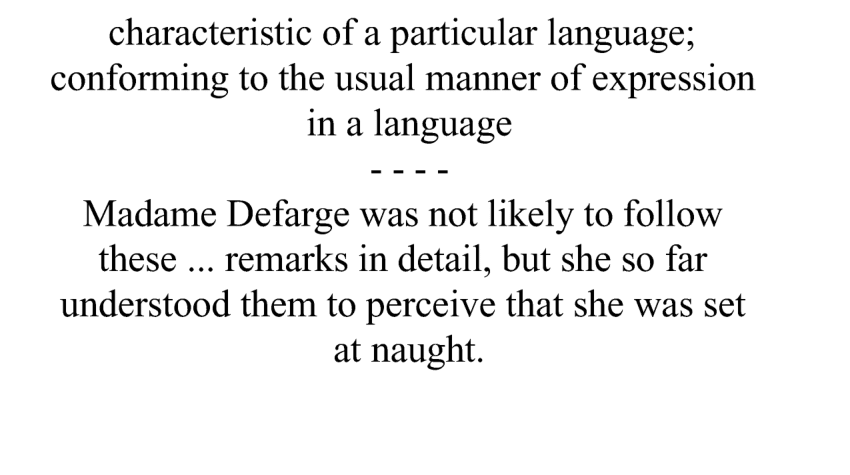 characteristic of a particular language;
conforming to the usual manner of expression
in a language
- - - -
Madame Defarge was not likely to follow
these ... remarks in detail, but she so far
understood them to perceive that she was set
at naught.